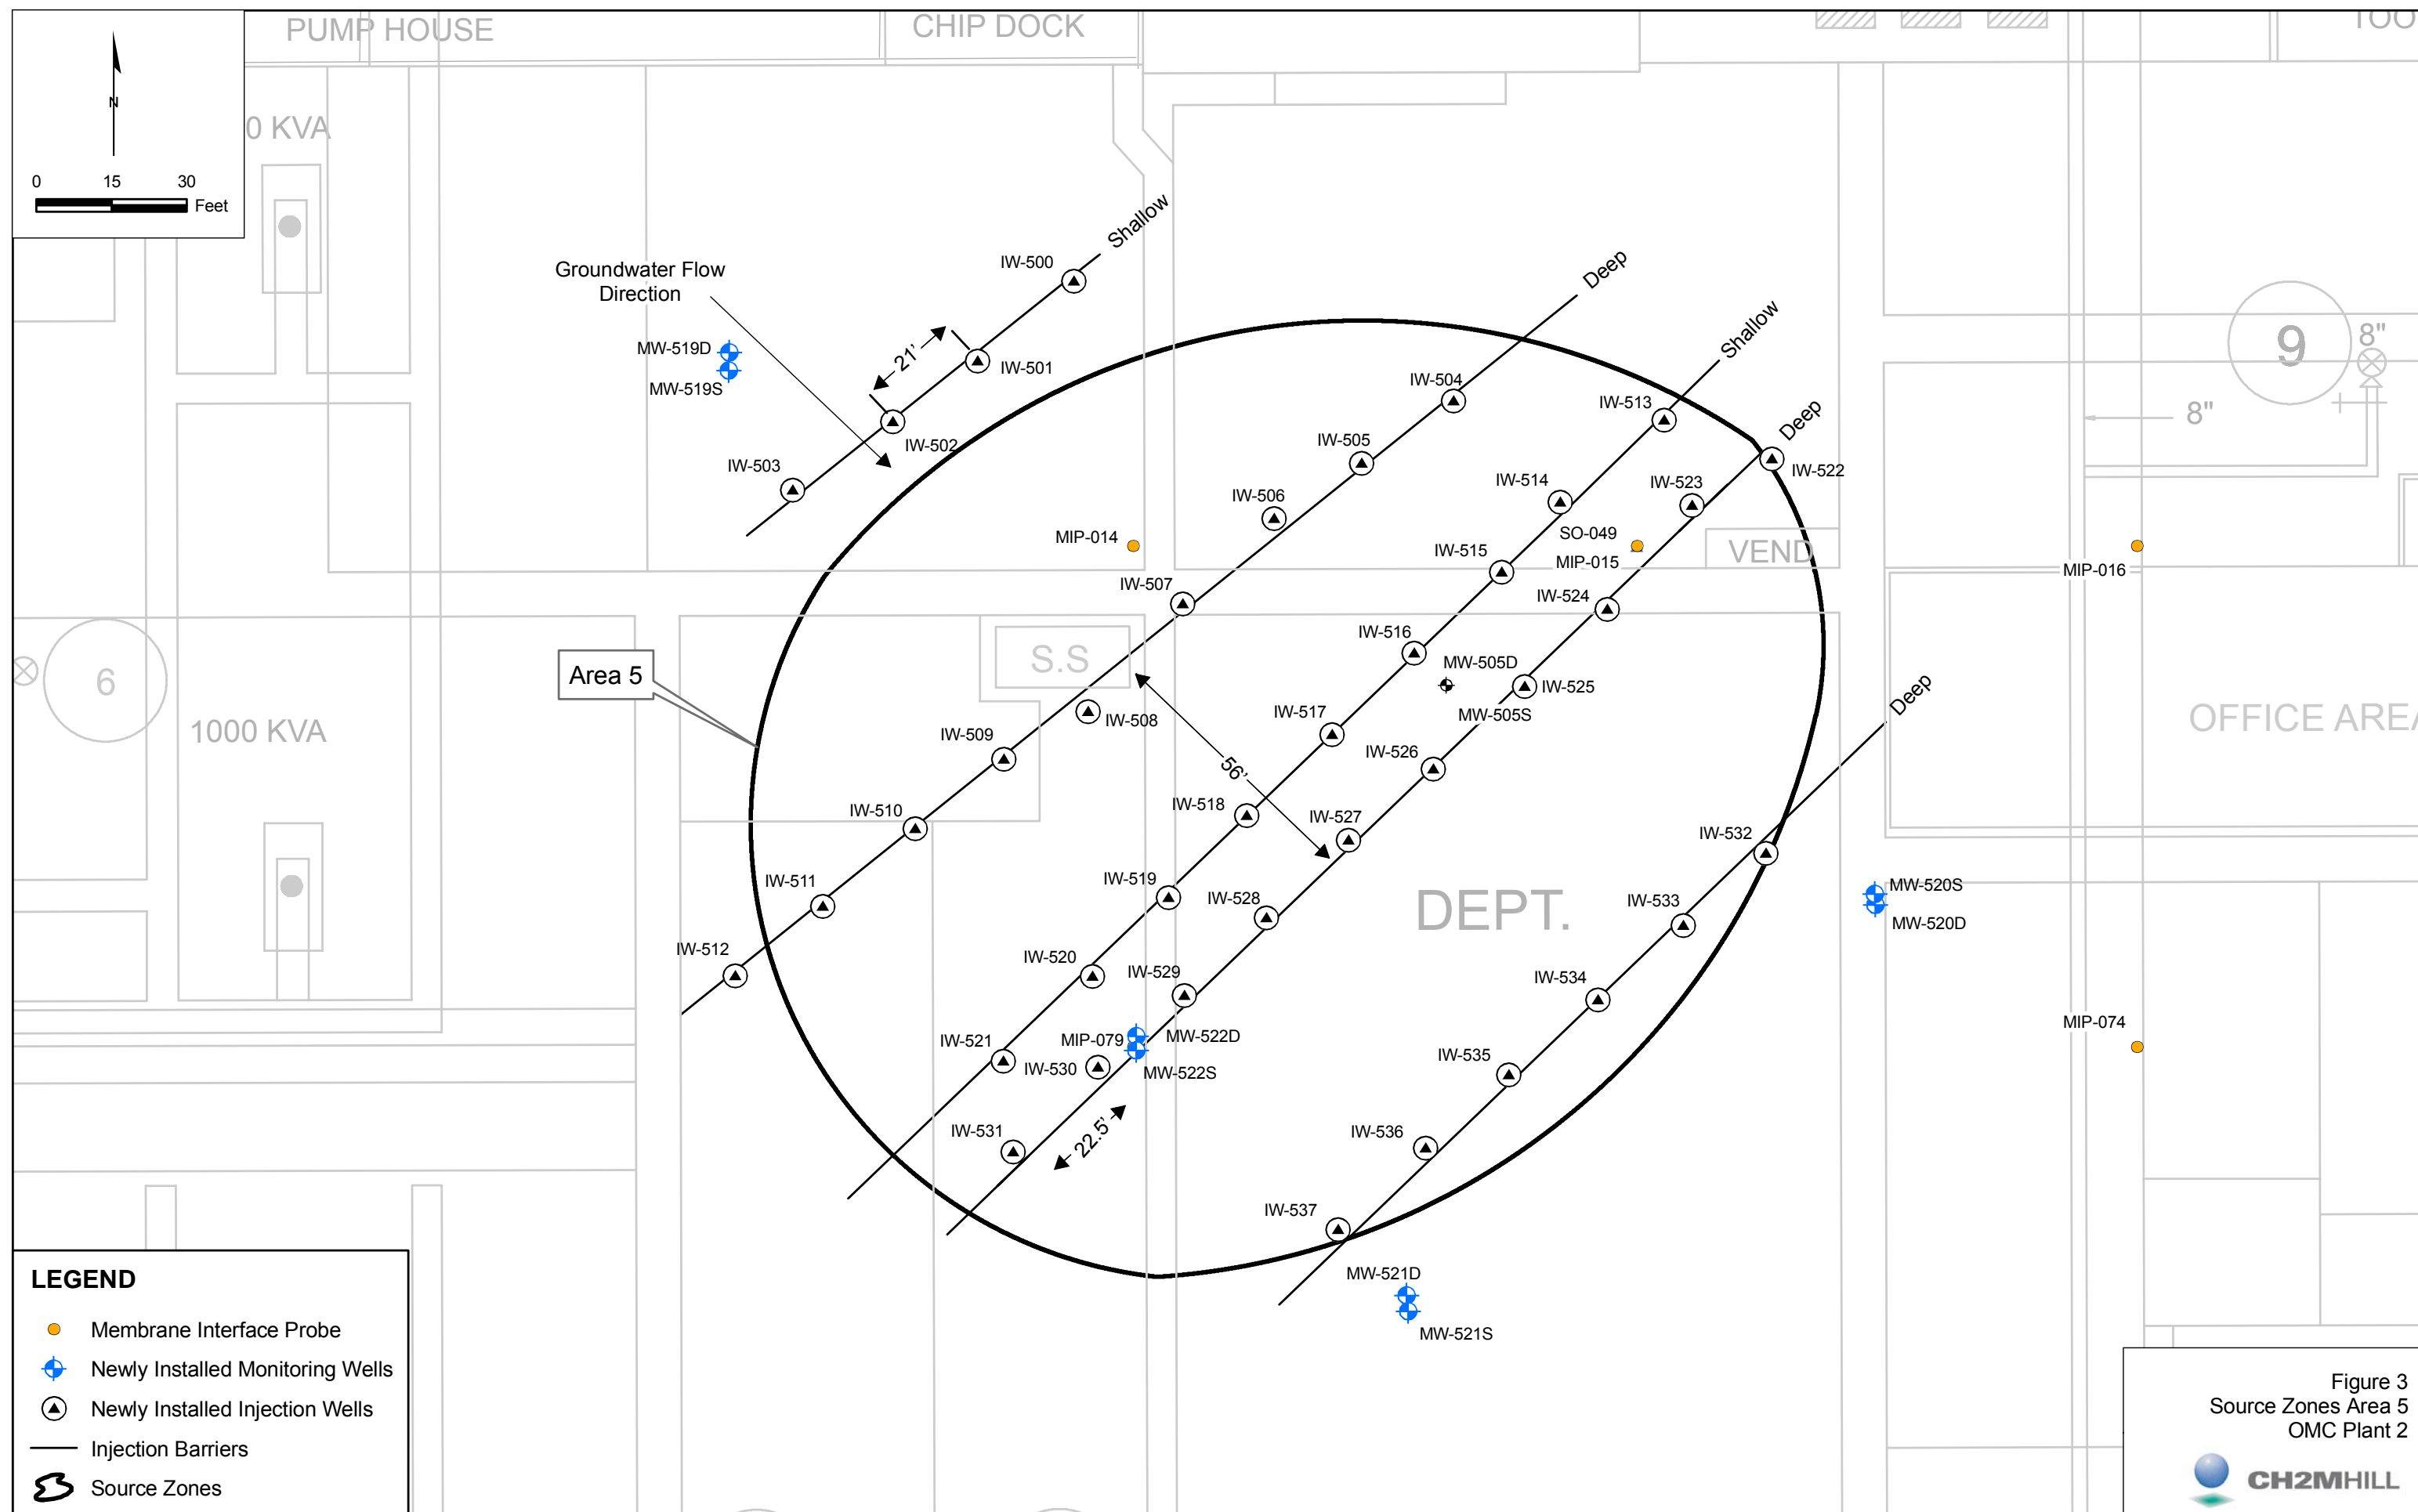 PUMP HOUSE
CHIP DOCK
TOO
N
0 KVA
0 15 30
Feet
Shallow
Groundwater Flow
Direction
IW-500
Deep
Shallow
MW-519D
MW-519S
21'
IW-501
IW-502
IW-503
IW-504
IW-505
IW-506
IW-507
IW-513
IW-514
IW-515
IW-516
Deep
IW-522
IW-523
SO-049
MIP-015
IW-524
VEND
9
8"
8"
MIP-014
MIP-016
Area 5
S.S
6
1000 KVA
IW-508
IW-509
IW-510
IW-511
IW-512
MW-505D
MW-505S
IW-525
IW-526
IW-517
56'
IW-518
IW-527
IW-519
IW-528
IW-520
IW-529
IW-521
MIP-079
MW-522D
IW-530
MW-522S
IW-531
22.5'
Deep
OFFICE AREA
DEPT.
IW-532
IW-533
IW-534
IW-535
IW-536
IW-537
MW-520S
MW-520D
MIP-074
MW-521D
MW-521S
LEGEND
Membrane Interface Probe
Newly Installed Monitoring Wells
Newly Installed Injection Wells
Injection Barriers
Source Zones
Figure 3
Source Zones Area 5
OMC Plant 2
CH2MHILL